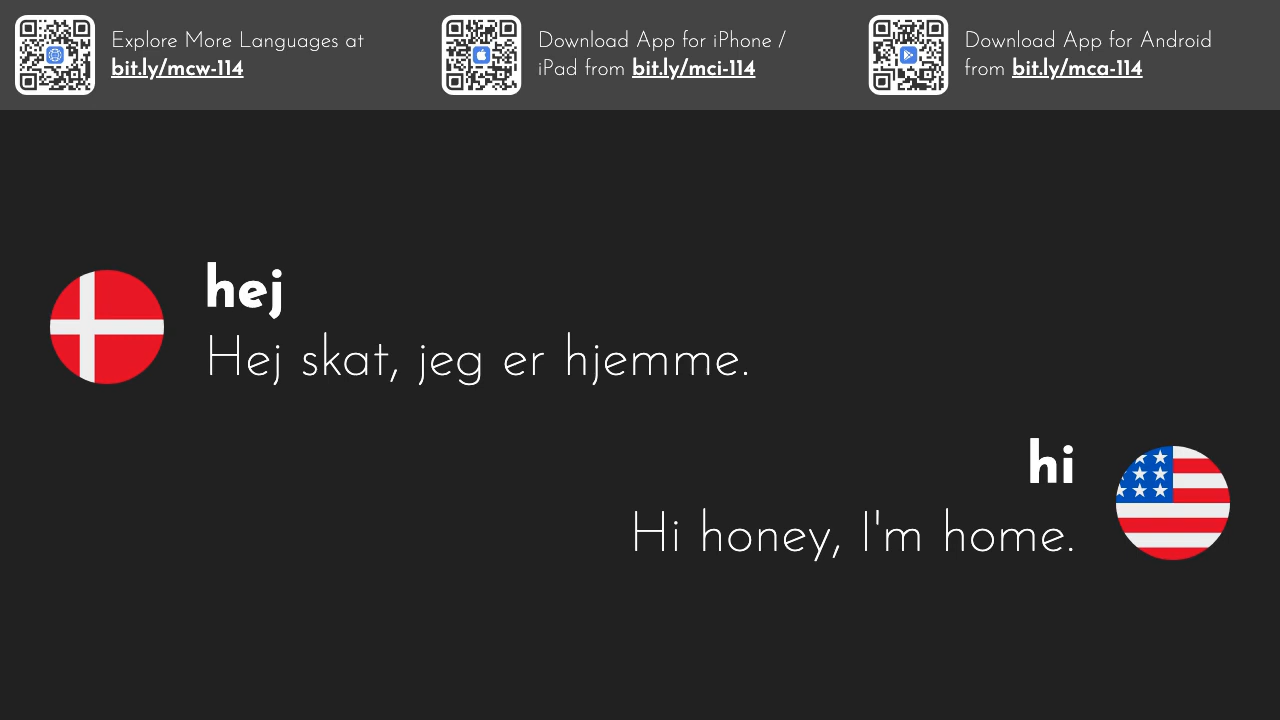 Explore More Languages at
bit.ly/mcw-114
Download App for iPhone /
iPad from bit.ly/mci-114
Download App for Android
from bit.ly/mca-114
hej
Hej skat, jeg er hjemme.
hi
Hi honey, I'm home.